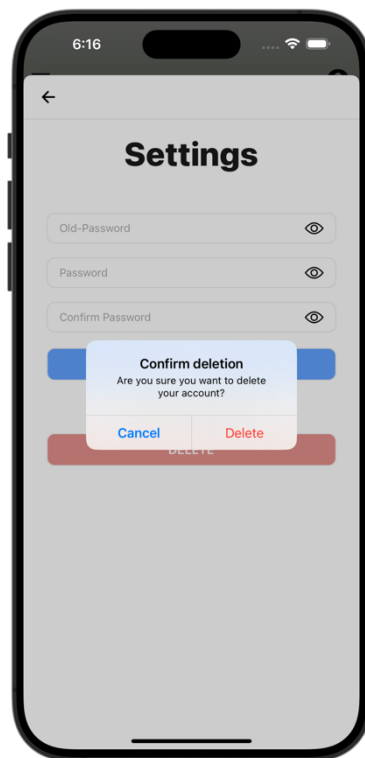 6:16
Settings
Old-Password
Password
Confirm Password
Confirm deletion
Are you sure you want to delete
your account?
Cancel
Delete
DELETE